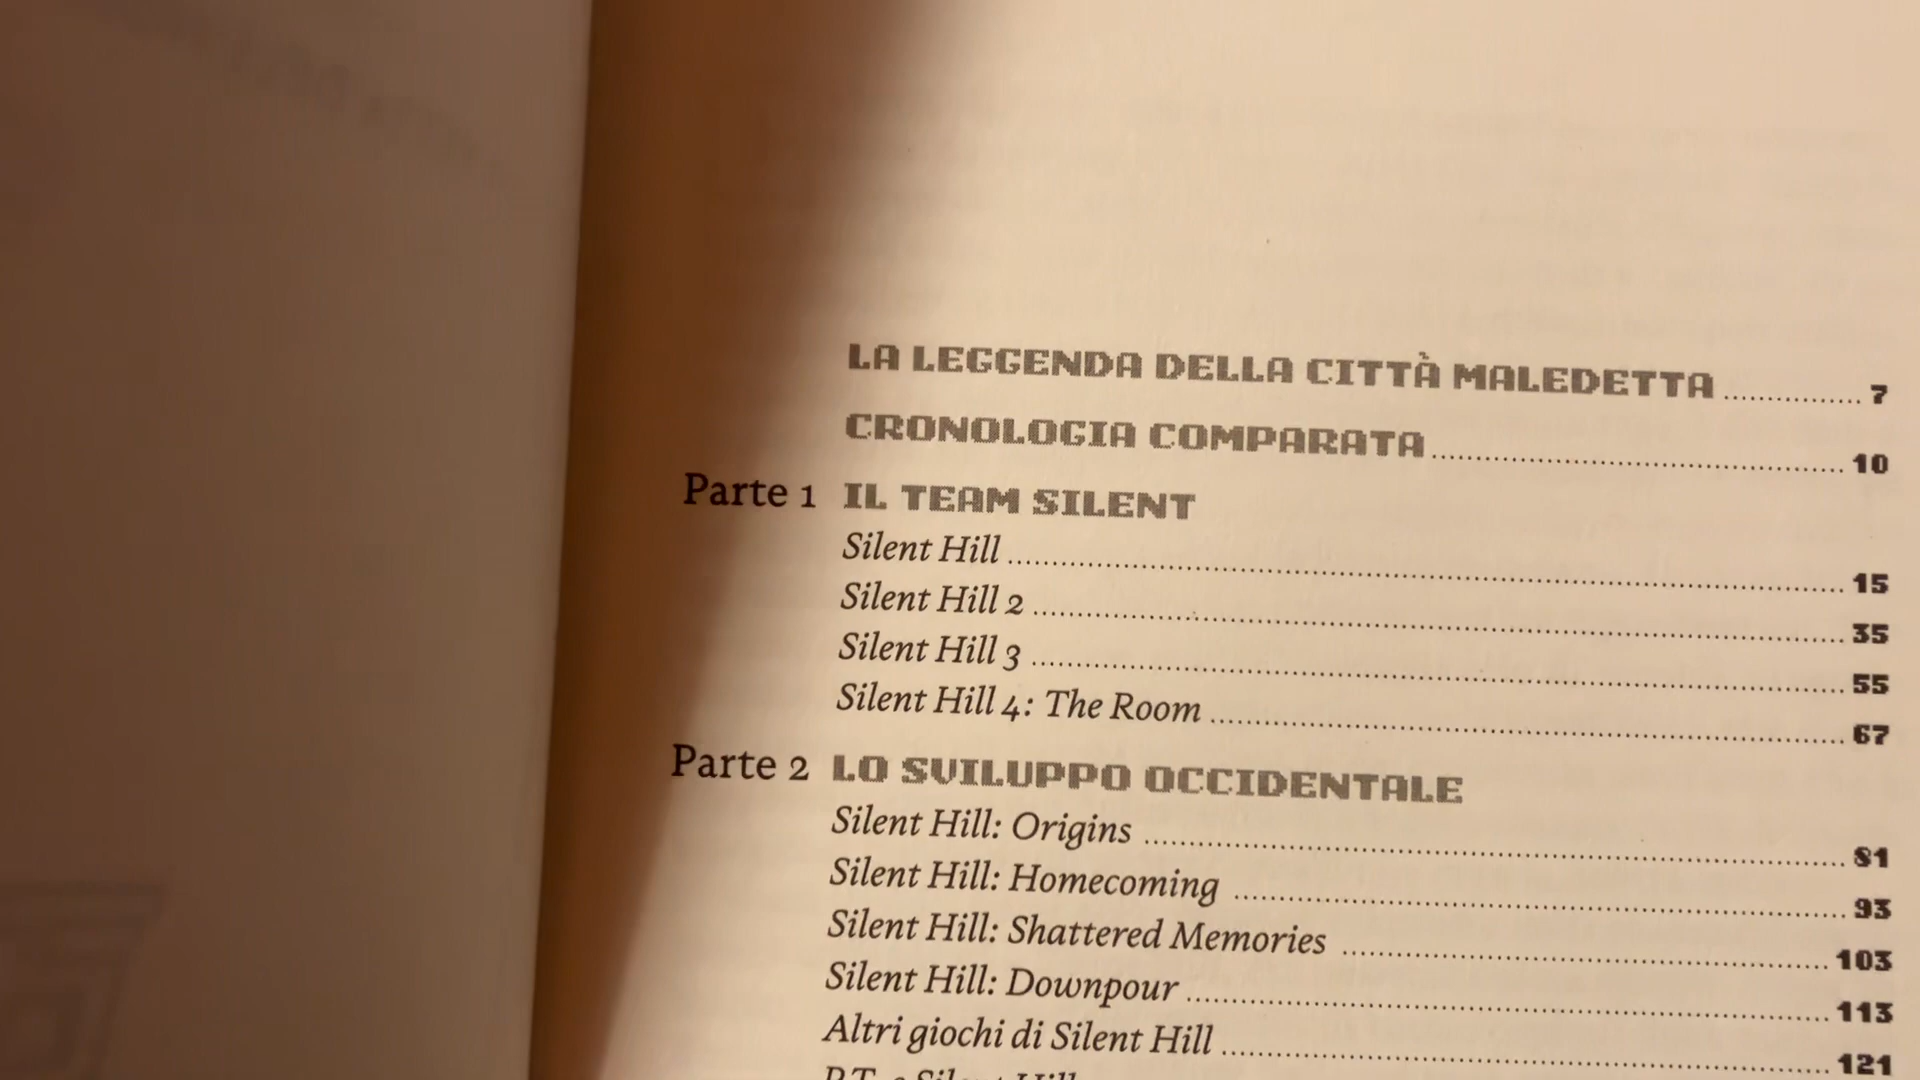 LA LEGGENDA DELLA CITTÀ MALEDETTA 7
CRONOLOGIA COMPARATA 10
Parte 1 IL TEAM SILENT
Silent Hill 15
Silent Hill 2 35
Silent Hill 3 55
Silent Hill 4: The Room 67
Parte 2 LO SVILUPPO OCCIDENTALE
Silent Hill: Origins 81
Silent Hill: Homecoming 93
Silent Hill: Shattered Memories 103
Silent Hill: Downpour 113
Altri giochi di Silent Hill 121
P.T. e Silent Hill